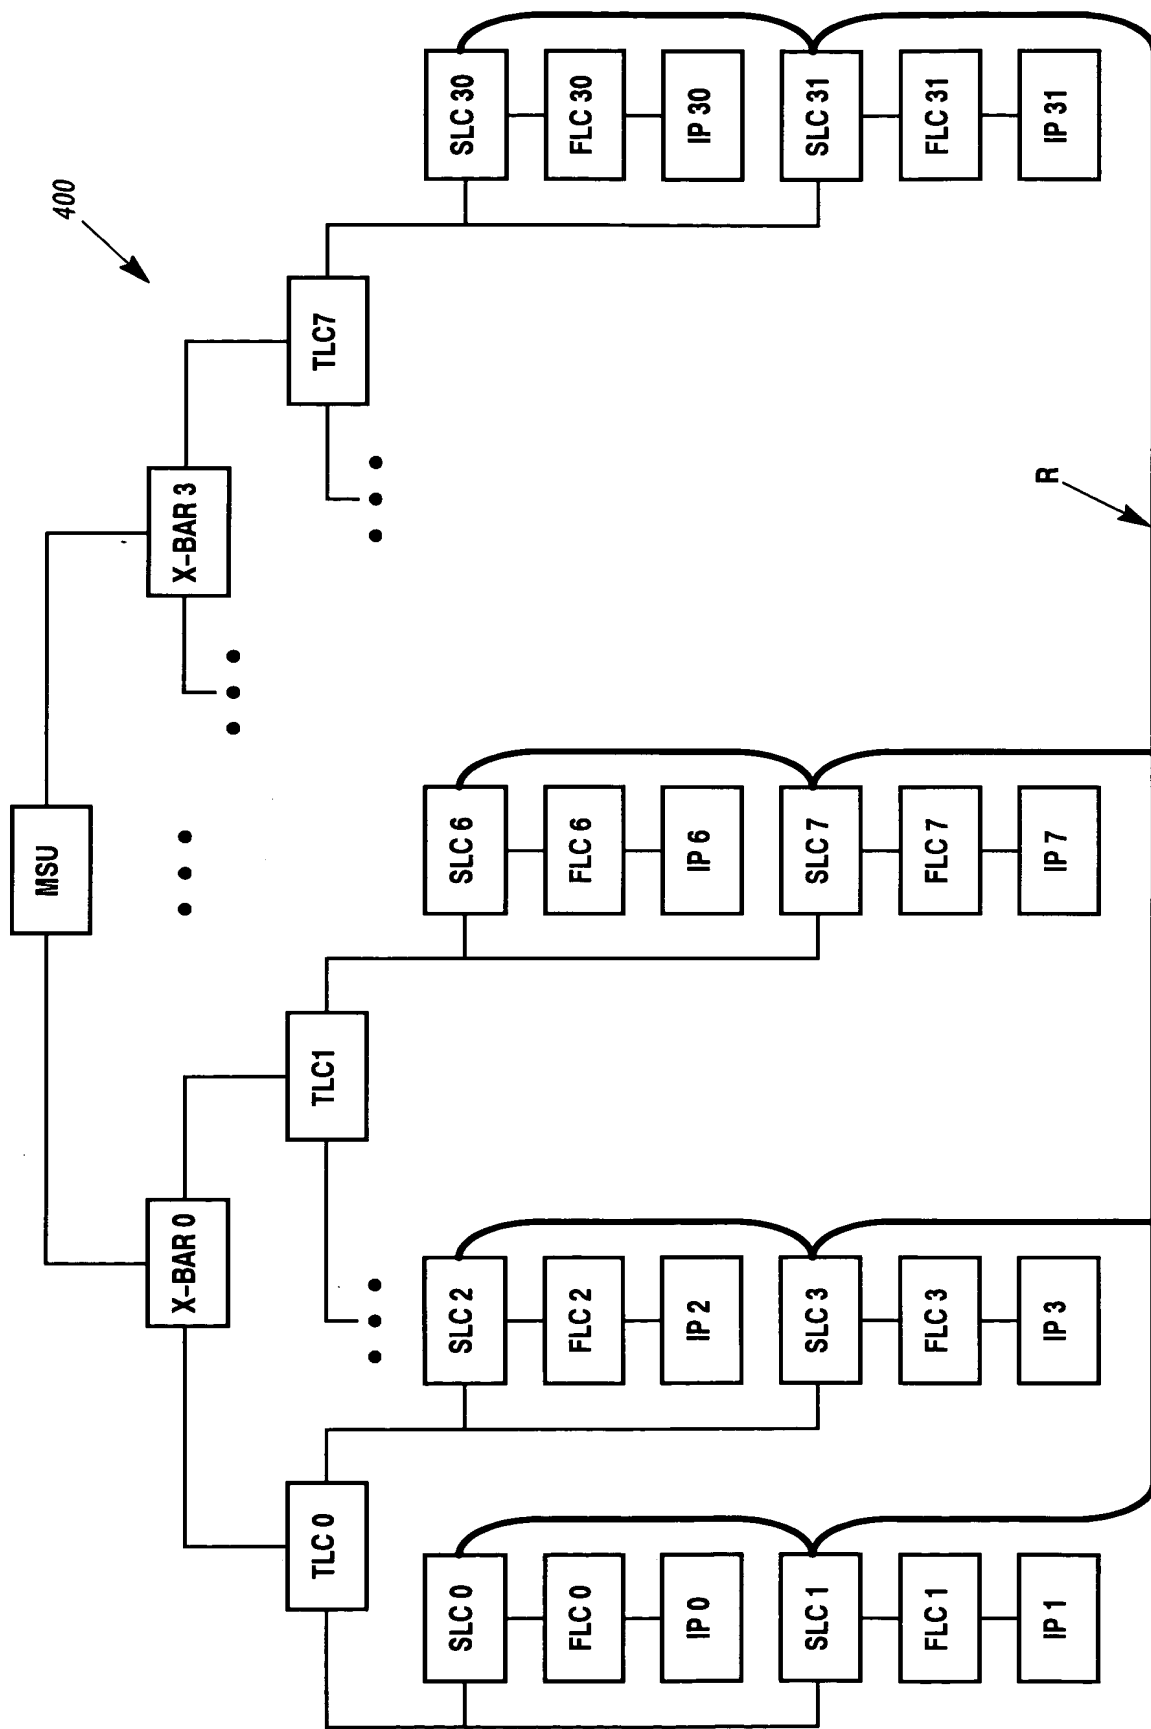 400
MSU
X-BAR 0
X-BAR 3
TLC 0
TLC1
TLC7
SLC 0
FLC 0
IP 0
SLC 1
FLC 1
IP 1
SLC 2
FLC 2
IP 2
SLC 3
FLC 3
IP 3
SLC 6
FLC 6
IP 6
SLC 7
FLC 7
IP 7
SLC 30
FLC 30
IP 30
SLC 31
FLC 31
IP 31
R